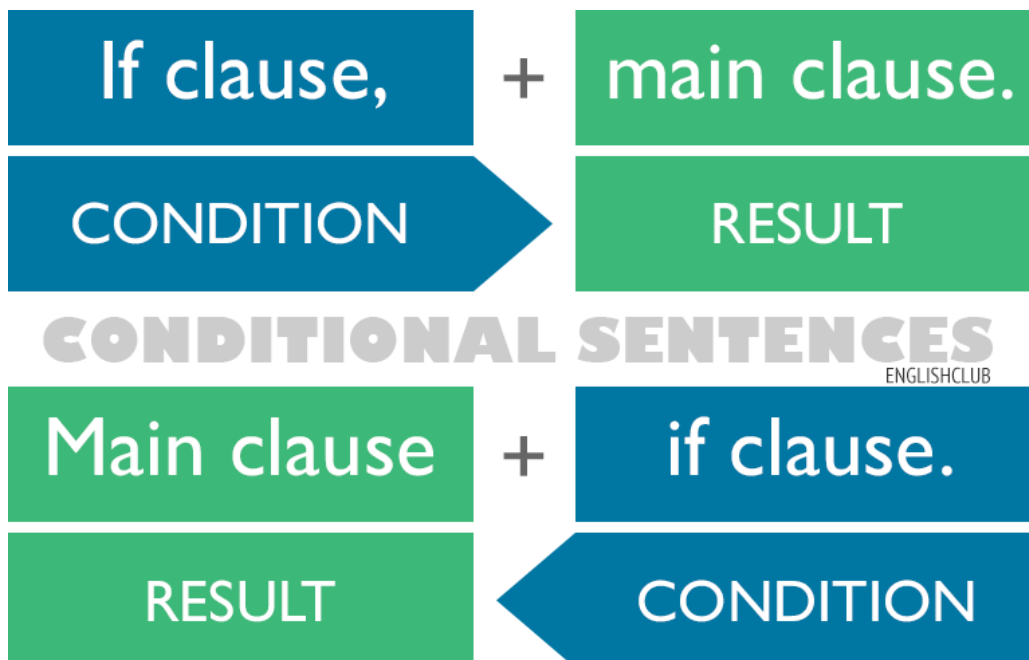 If clause, + main clause.
CONDITION RESULT
CONDITIONAL SENTENCES
ENGLISHCLUB
Main clause + if clause.
RESULT CONDITION